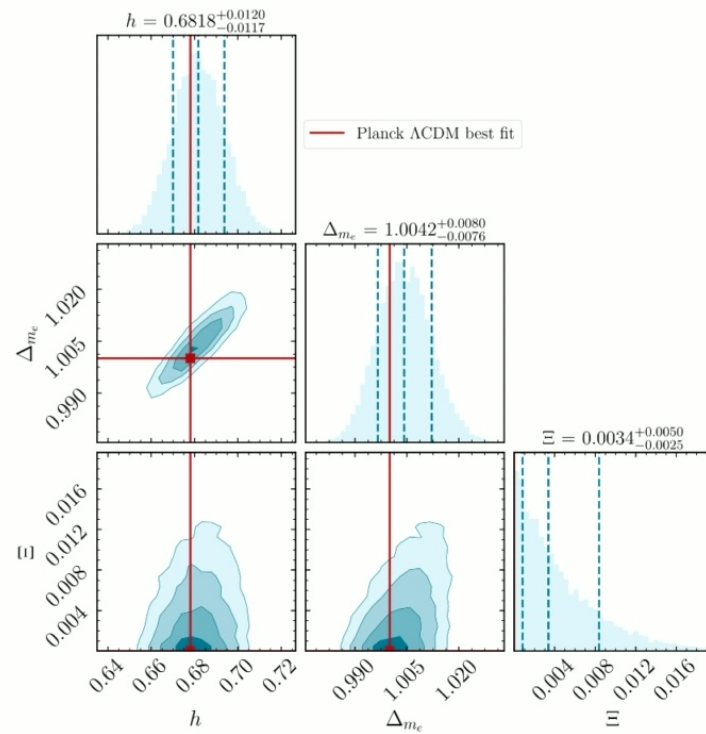 h = 0.6818^{+0.0120}_{-0.0117}
Planck ΛCDM best fit
Δ_{m_e} = 1.0042^{+0.0080}_{-0.0076}
1.020
1.005
0.990
Δ_{m_e}
Ξ = 0.0034^{+0.0050}_{-0.0025}
0.016
0.012
0.008
0.004
Ξ
0.64 0.66 0.68 0.70 0.72 0.990 1.005 1.020 0.004 0.008 0.012 0.016
h Δ_{m_e} Ξ